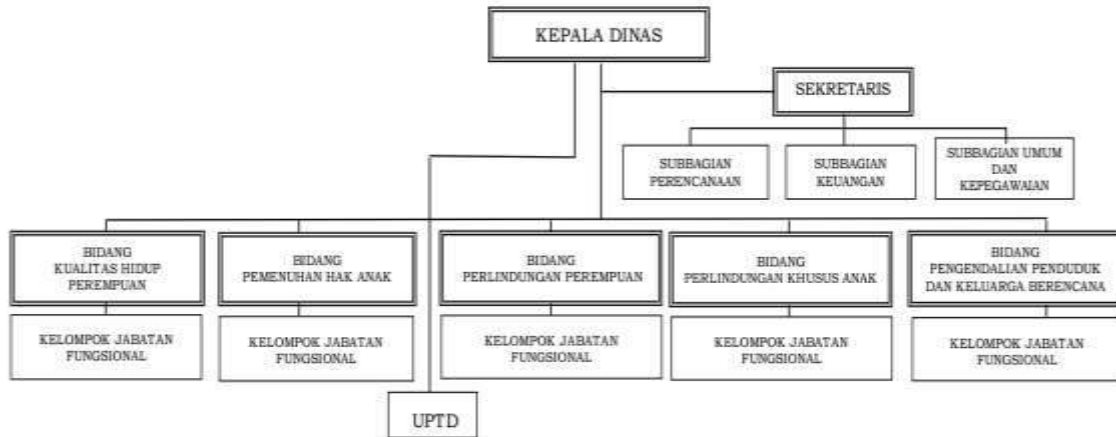 KEPALA DINAS
SEKRETARIS
SUBBAGIAN
PERENCANAAN
SUBBAGIAN
KEUANGAN
SUBBAGIAN UMUM
DAN
KEPEGAWAIAN
BIDANG
KUALITAS HIDUP
PEREMPUAN
BIDANG
PEMENUHAN HAK ANAK
BIDANG
PERLINDUNGAN PEREMPUAN
BIDANG
PERLINDUNGAN KHUSUS ANAK
BIDANG
PENGENDALIAN PENDUDUK
DAN KELUARGA BERENCANA
KELOMPOK JABATAN
FUNGSIONAL
KELOMPOK JABATAN
FUNGSIONAL
KELOMPOK JABATAN
FUNGSIONAL
KELOMPOK JABATAN
FUNGSIONAL
KELOMPOK JABATAN
FUNGSIONAL
UPTD